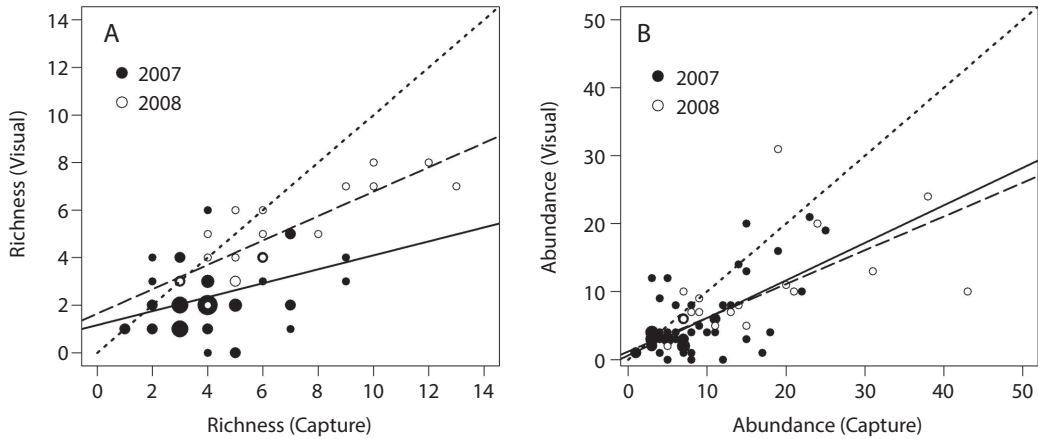 A
2007
2008
Richness (Visual)
14
12
10
8
6
4
2
0
0 2 4 6 8 10 12 14
Richness (Capture)
B
2007
2008
Abundance (Visual)
50
40
30
20
10
0
0 10 20 30 40 50
Abundance (Capture)